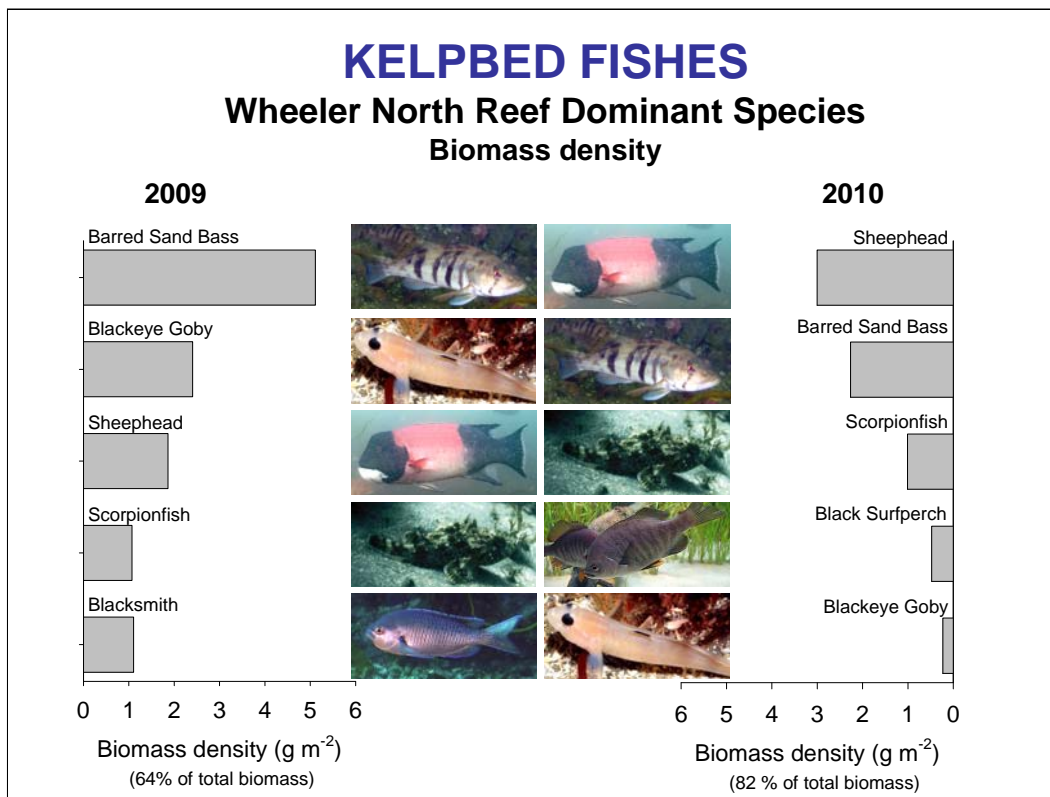 KELPBED FISHES
Wheeler North Reef Dominant Species
Biomass density
2009
Barred Sand Bass
Blackeye Goby
Sheephead
Scorpionfish
Blacksmith
0 1 2 3 4 5 6
Biomass density (g m⁻²)
(64% of total biomass)
2010
Sheephead
Barred Sand Bass
Scorpionfish
Black Surfperch
Blackeye Goby
6 5 4 3 2 1 0
Biomass density (g m⁻²)
(82 % of total biomass)